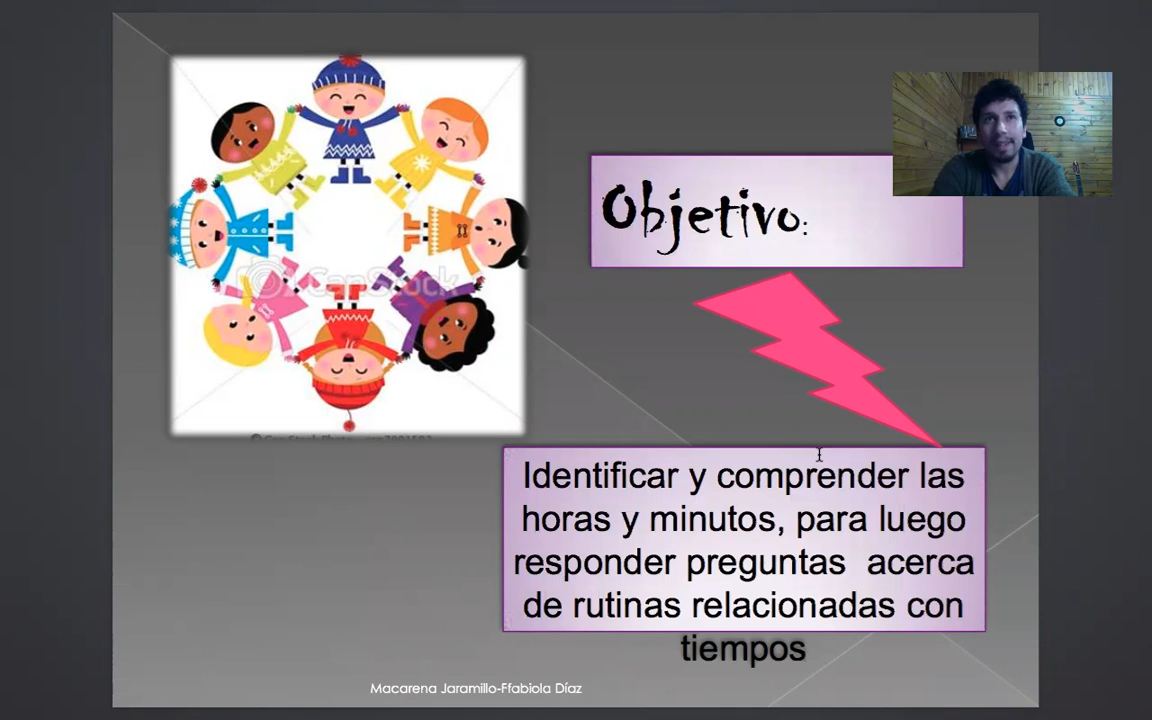 Objetivo:
© CanStock
Identificar y comprender las
horas y minutos, para luego
responder preguntas acerca
de rutinas relacionadas con
tiempos
Macarena Jaramillo-Ffabiola Díaz